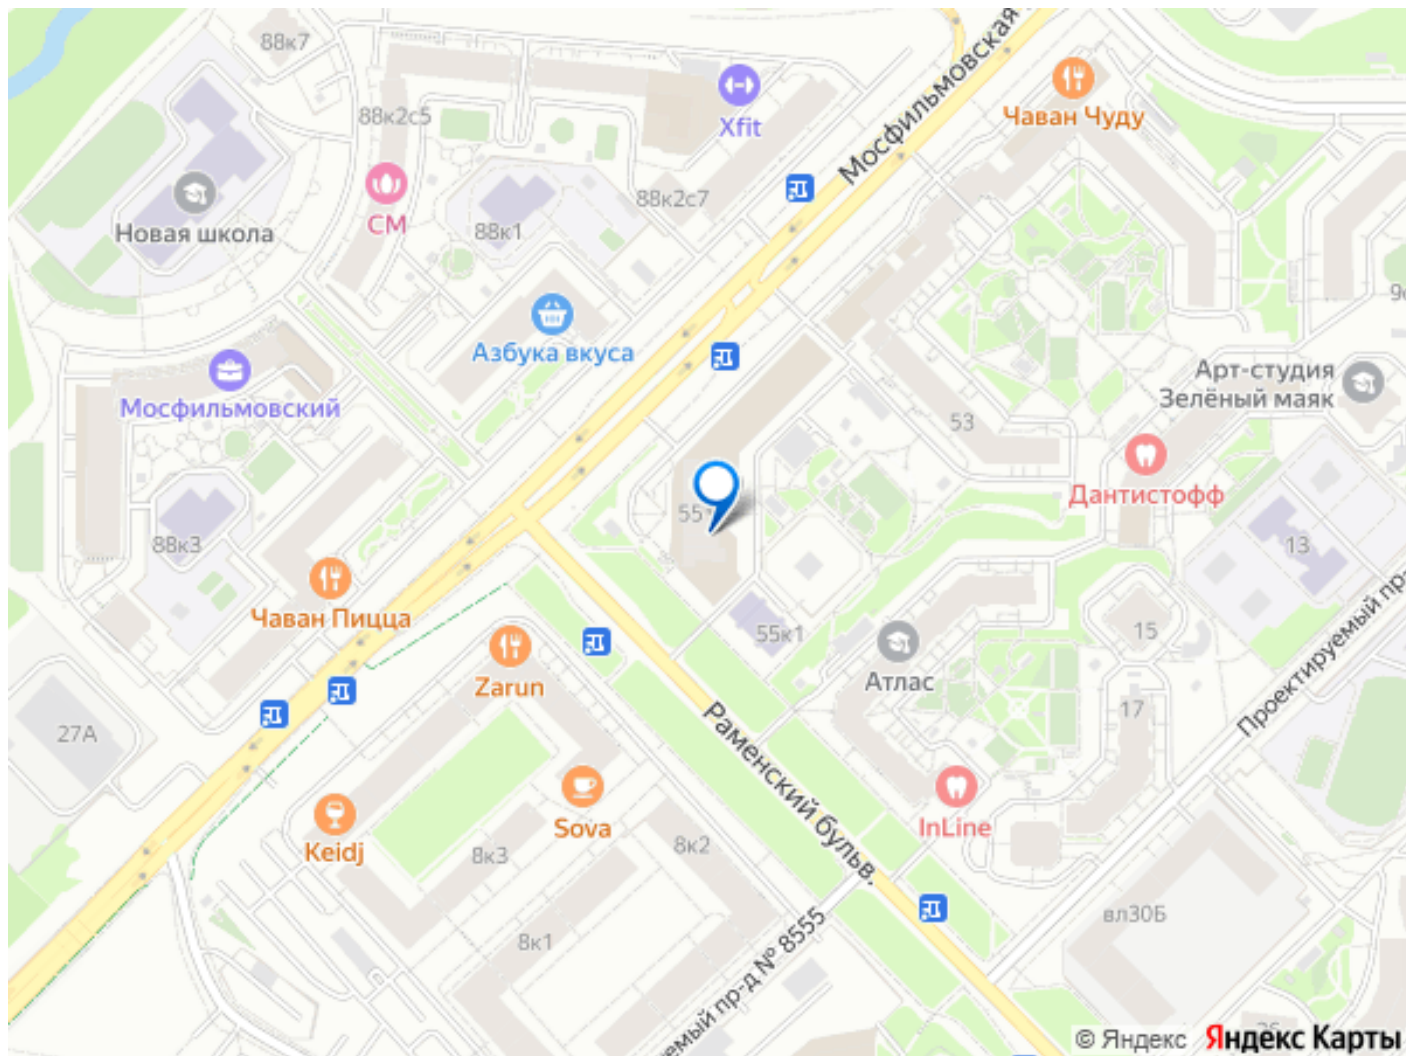 88к7
Мосфильмовская
Чаван Чуду
Xfit
88к2с5
88к2с7
СМ
88к1
Новая школа
Азбука вкуса
Мосфильмовский
Арт-студия
Зелёный маяк
53
Дантистофф
55
88к3
13
Чаван Пицца
55к1
15
Атлас
Zarun
17
27А
Раменский бульв.
Проектируемый пр-
Sova
InLine
Keidj
8к3
8к2
8к1
вл30Б
емый пр-д № 8555
© Яндекс Яндекс Карты